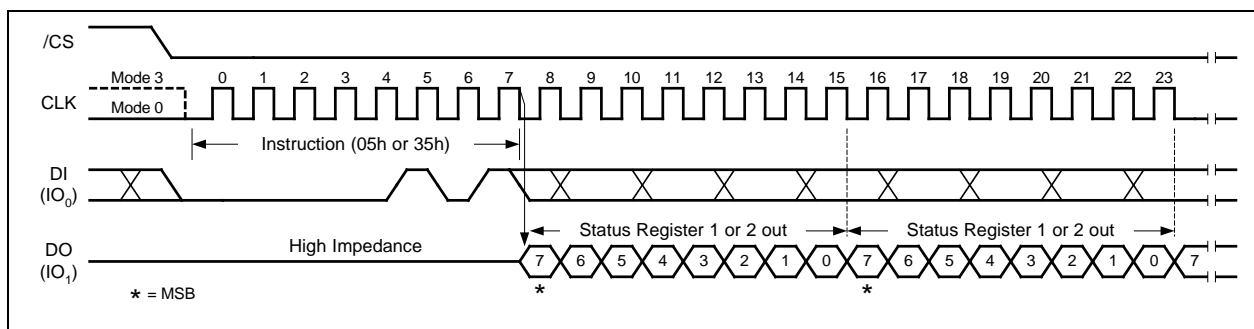 /CS
Mode 3 0 1 2 3 4 5 6 7 8 9 10 11 12 13 14 15 16 17 18 19 20 21 22 23
CLK
Mode 0
Instruction (05h or 35h)
DI
(IO0)
Status Register 1 or 2 out Status Register 1 or 2 out
High Impedance
DO
(IO1)
7 6 5 4 3 2 1 0 7 6 5 4 3 2 1 0 7
* *
* = MSB